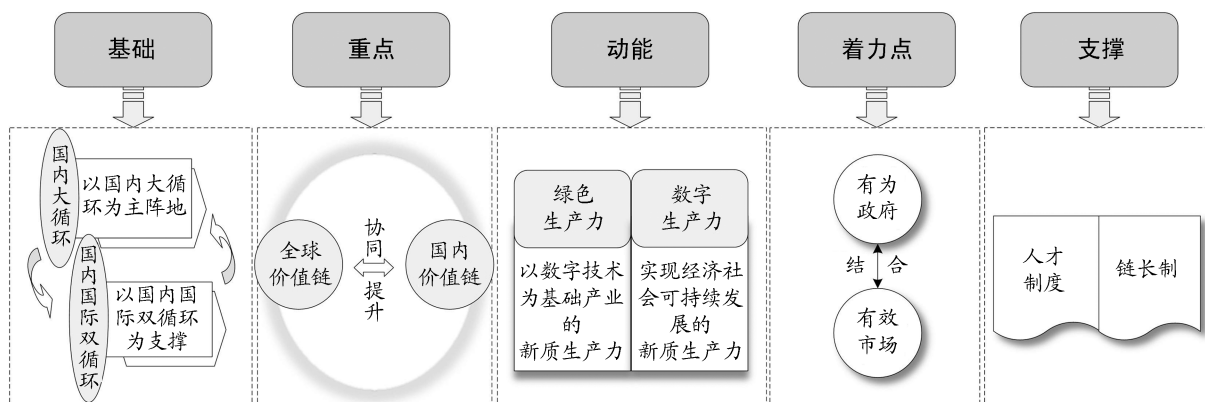 基础
重点
动能
着力点
支撑
国内大循环
以国内大循
环为主阵地
国内国际双循环
以国内国
际双循环
为支撑
全球
价值链
协同
提升
国内
价值链
绿色
生产力
以数字技术
为基础产业
的
新质生产力
数字
生产力
实现经济社
会可持续发
展的
新质生产力
有为
政府
结合
有效
市场
人才
制度
链长制